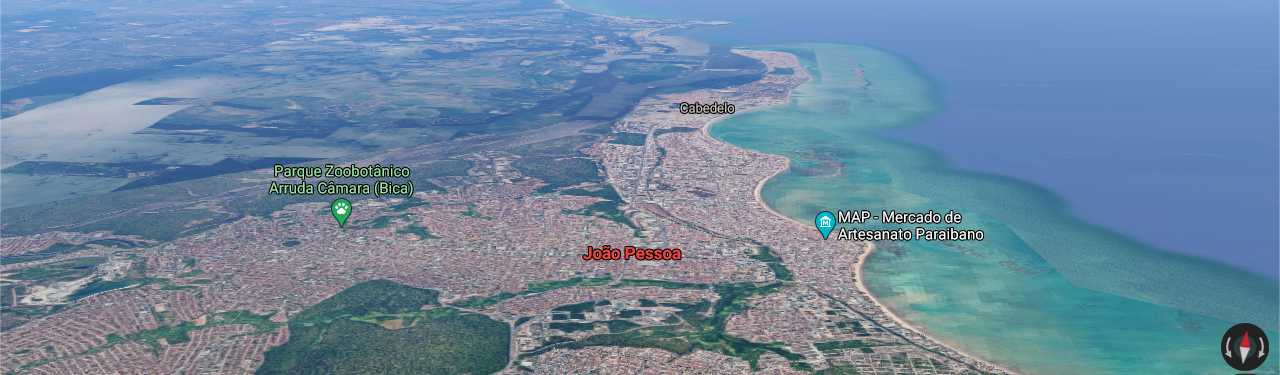 Cabedelo
Parque Zoobotânico
Arruda Câmara (Bica)
MAP - Mercado de
Artesanato Paraibano
João Pessoa